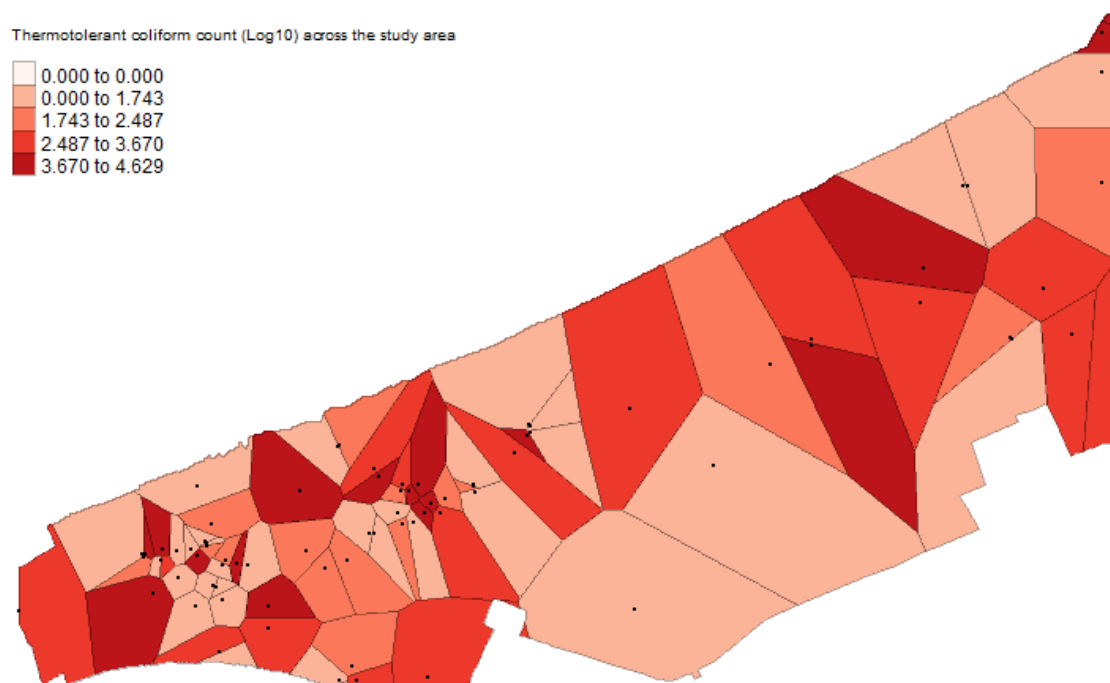 Thermotolerant coliform count (Log10) across the study area
0.000 to 0.000
0.000 to 1.743
1.743 to 2.487
2.487 to 3.670
3.670 to 4.629